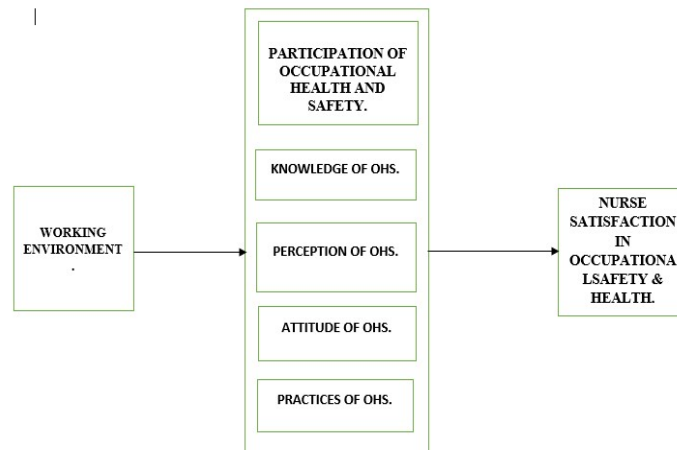 PARTICIPATION OF
OCCUPATIONAL
HEALTH AND
SAFETY.
KNOWLEDGE OF OHS.
WORKING
ENVIRONMENT
.
PERCEPTION OF OHS.
NURSE
SATISFACTION
IN
OCCUPATIONA
LSAFETY &
HEALTH.
ATTITUDE OF OHS.
PRACTICES OF OHS.